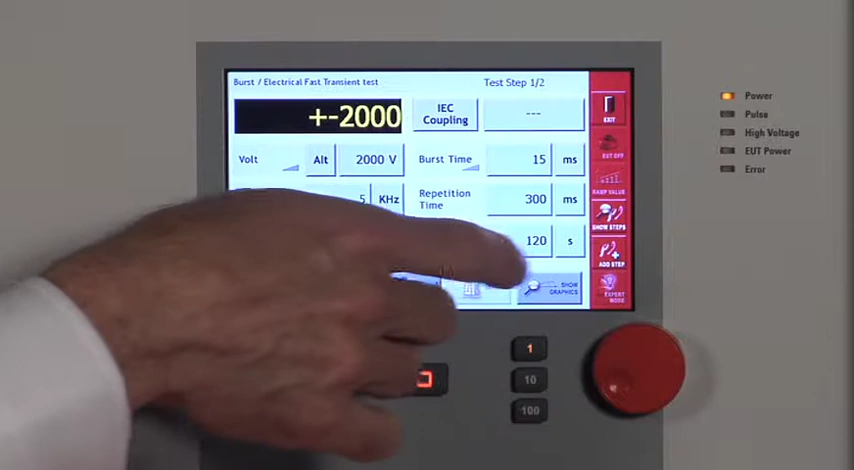 Burst / Electrical Fast Transient test
Test Step 1/2
+-2000
IEC
Coupling
---
EXIT
Volt
Alt
2000 V
Burst Time
15
ms
EUT OFF
RAMP VALUE
5
KHz
Repetition
Time
300
ms
SHOW STEPS
120
s
ADD STEP
SHOW
GRAPHICS
EXPERT
MODE
Power
Pulse
High Voltage
EUT Power
Error
1
10
100